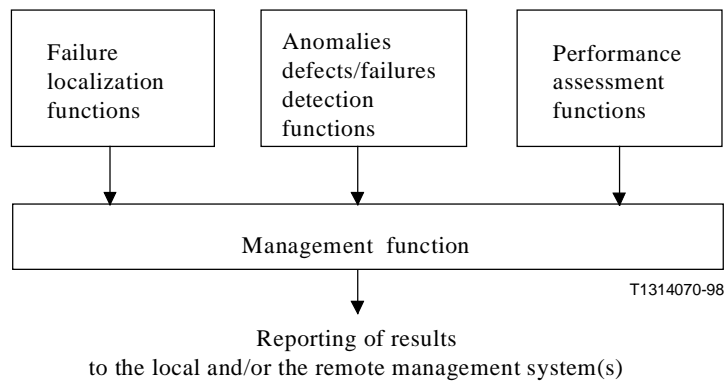 Failure
localization
functions
Anomalies
defects/failures
detection
functions
Performance
assessment
functions
Management function
T1314070-98
Reporting of results
to the local and/or the remote management system(s)